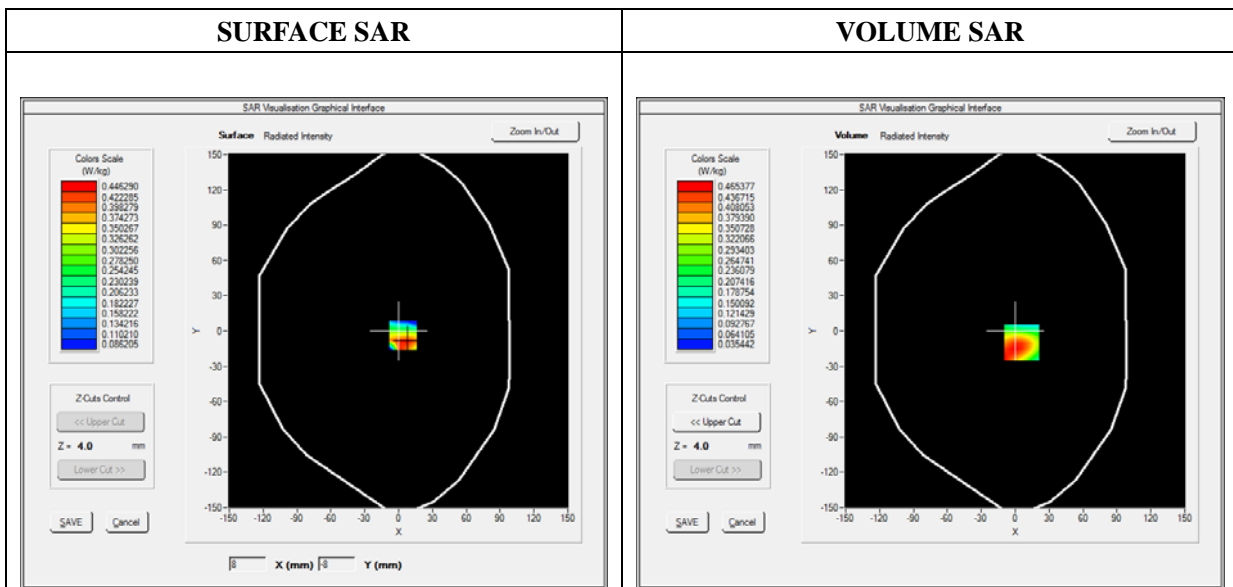 SURFACE SAR
VOLUME SAR
SAR Visualisation Graphical Interface
Surface Radiated Intensity
Zoom In/Out
Colors Scale
(W/kg)
0.446290
0.422285
0.398279
0.374273
0.350267
0.326262
0.302256
0.278250
0.254245
0.230239
0.206233
0.182227
0.158222
0.134216
0.110210
0.086205
Z-Cuts Control
<< Upper Cut
Z = 4.0 mm
Lower Cut >>
SAVE Cancel
150
120
90
60
30
0
-30
-60
-90
-120
-150
Y
-150 -120 -90 -60 -30 0 30 60 90 120 150
X
8 X (mm) -8 Y (mm)
SAR Visualisation Graphical Interface
Volume Radiated Intensity
Zoom In/Out
Colors Scale
(W/kg)
0.465377
0.436715
0.408053
0.379390
0.350728
0.322066
0.293403
0.264741
0.236079
0.207416
0.178754
0.150092
0.121429
0.092767
0.064105
0.035442
Z-Cuts Control
<< Upper Cut
Z = 4.0 mm
Lower Cut >>
SAVE Cancel
150
120
90
60
30
0
-30
-60
-90
-120
-150
Y
-150 -120 -90 -60 -30 0 30 60 90 120 150
X